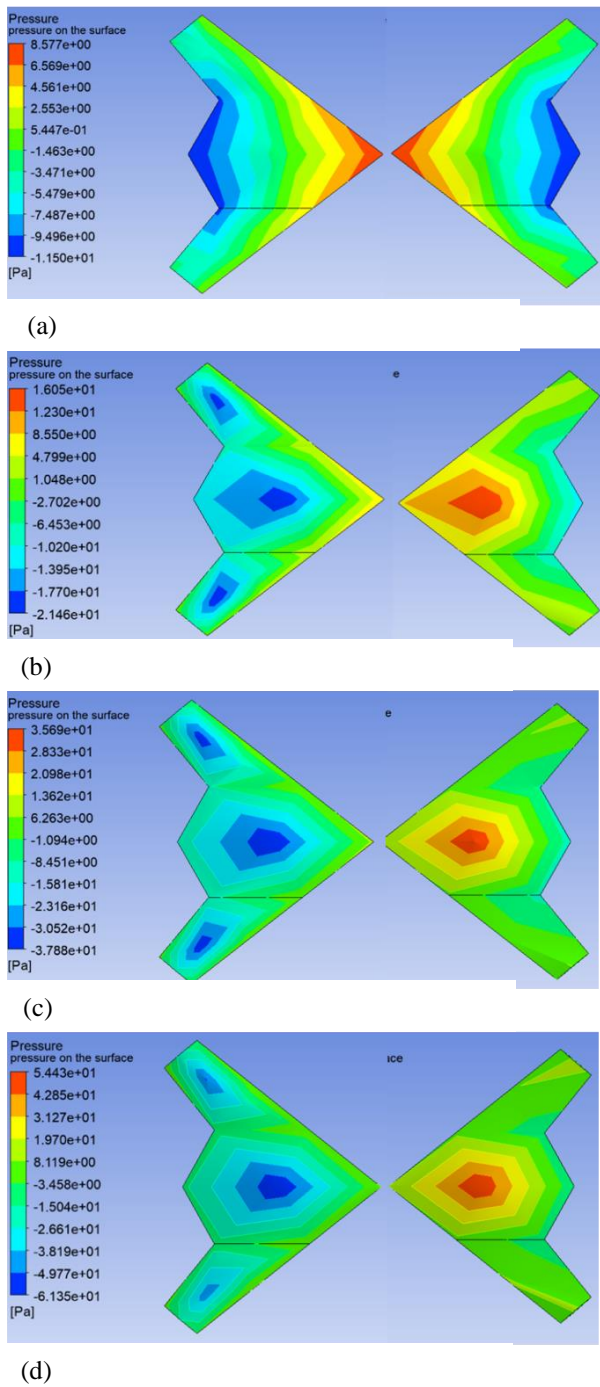 Pressure
pressure on the surface
8.577e+00
6.569e+00
4.561e+00
2.553e+00
5.447e-01
-1.463e+00
-3.471e+00
-5.479e+00
-7.487e+00
-9.496e+00
-1.150e+01
[Pa]
(a)
Pressure
pressure on the surface
e
1.605e+01
1.230e+01
8.550e+00
4.799e+00
1.048e+00
-2.702e+00
-6.453e+00
-1.020e+01
-1.395e+01
-1.770e+01
-2.146e+01
[Pa]
(b)
Pressure
pressure on the surface
e
3.569e+01
2.833e+01
2.098e+01
1.362e+01
6.263e+00
-1.094e+00
-8.451e+00
-1.581e+01
-2.316e+01
-3.052e+01
-3.788e+01
[Pa]
(c)
Pressure
pressure on the surface
ace
5.443e+01
4.285e+01
3.127e+01
1.970e+01
8.119e+00
-3.458e+00
-1.504e+01
-2.661e+01
-3.819e+01
-4.977e+01
-6.135e+01
[Pa]
(d)